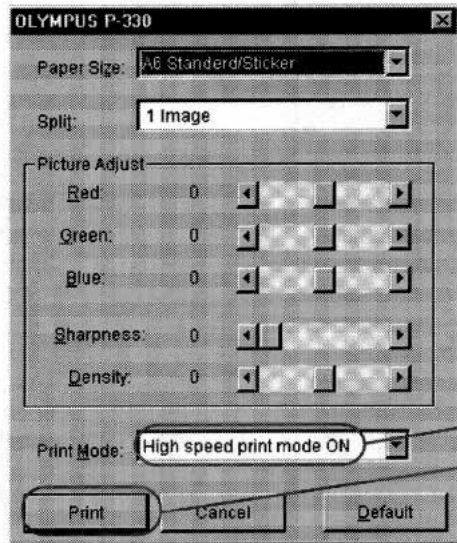 OLYMPUS P-330
Paper Size: A6 Standerd/Sticker
Split: 1 Image
Picture Adjust
Red: 0
Green: 0
Blue: 0
Sharpness: 0
Density: 0
Print Mode: High speed print mode ON
Print Cancel Default